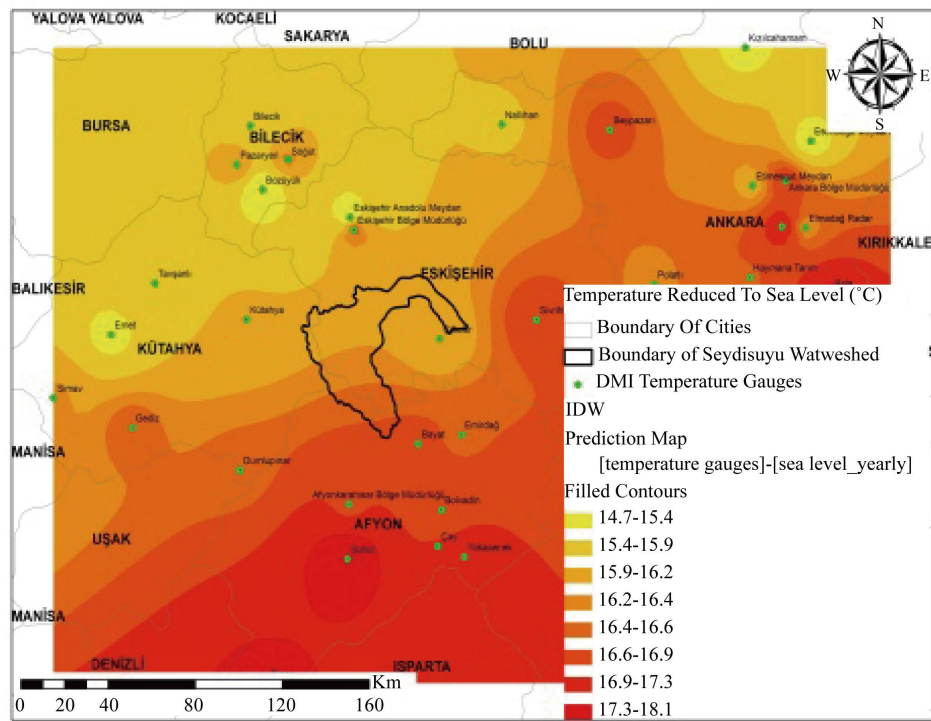 YALOVA YALOVA
KOCAELİ
SAKARYA
BOLU
Kızılcahamam
N
W E
S
BURSA
Bilecik
BİLECİK
Nallıhan
Beypazarı
Pazaryeri
Söğüt
Bozüyük
Etimesgut Meydan
Ankara Bölge Müdürlüğü
Eskişehir Anadolu Meydan
Eskişehir Bölge Müdürlüğü
ANKARA
Elmadağ Radar
KIRIKKALE
BALIKESİR
Tavşanlı
ESKİŞEHİR
Polatlı
Haymana Tarım
Emet
Kütahya
KÜTAHYA
Simav
Gediz
MANİSA
Dumlupınar
Bayat
Emirdağ
Afyonkarahisar Bölge Müdürlüğü
Bolvadin
UŞAK
AFYON
Çay
MANİSA
DENİZLİ
ISPARTA
Km
0 20 40 80 120 160
Temperature Reduced To Sea Level (˚C)
Boundary Of Cities
Boundary of Seydisuyu Watweshed
DMI Temperature Gauges
IDW
Prediction Map
[temperature gauges]-[sea level_yearly]
Filled Contours
14.7-15.4
15.4-15.9
15.9-16.2
16.2-16.4
16.4-16.6
16.6-16.9
16.9-17.3
17.3-18.1